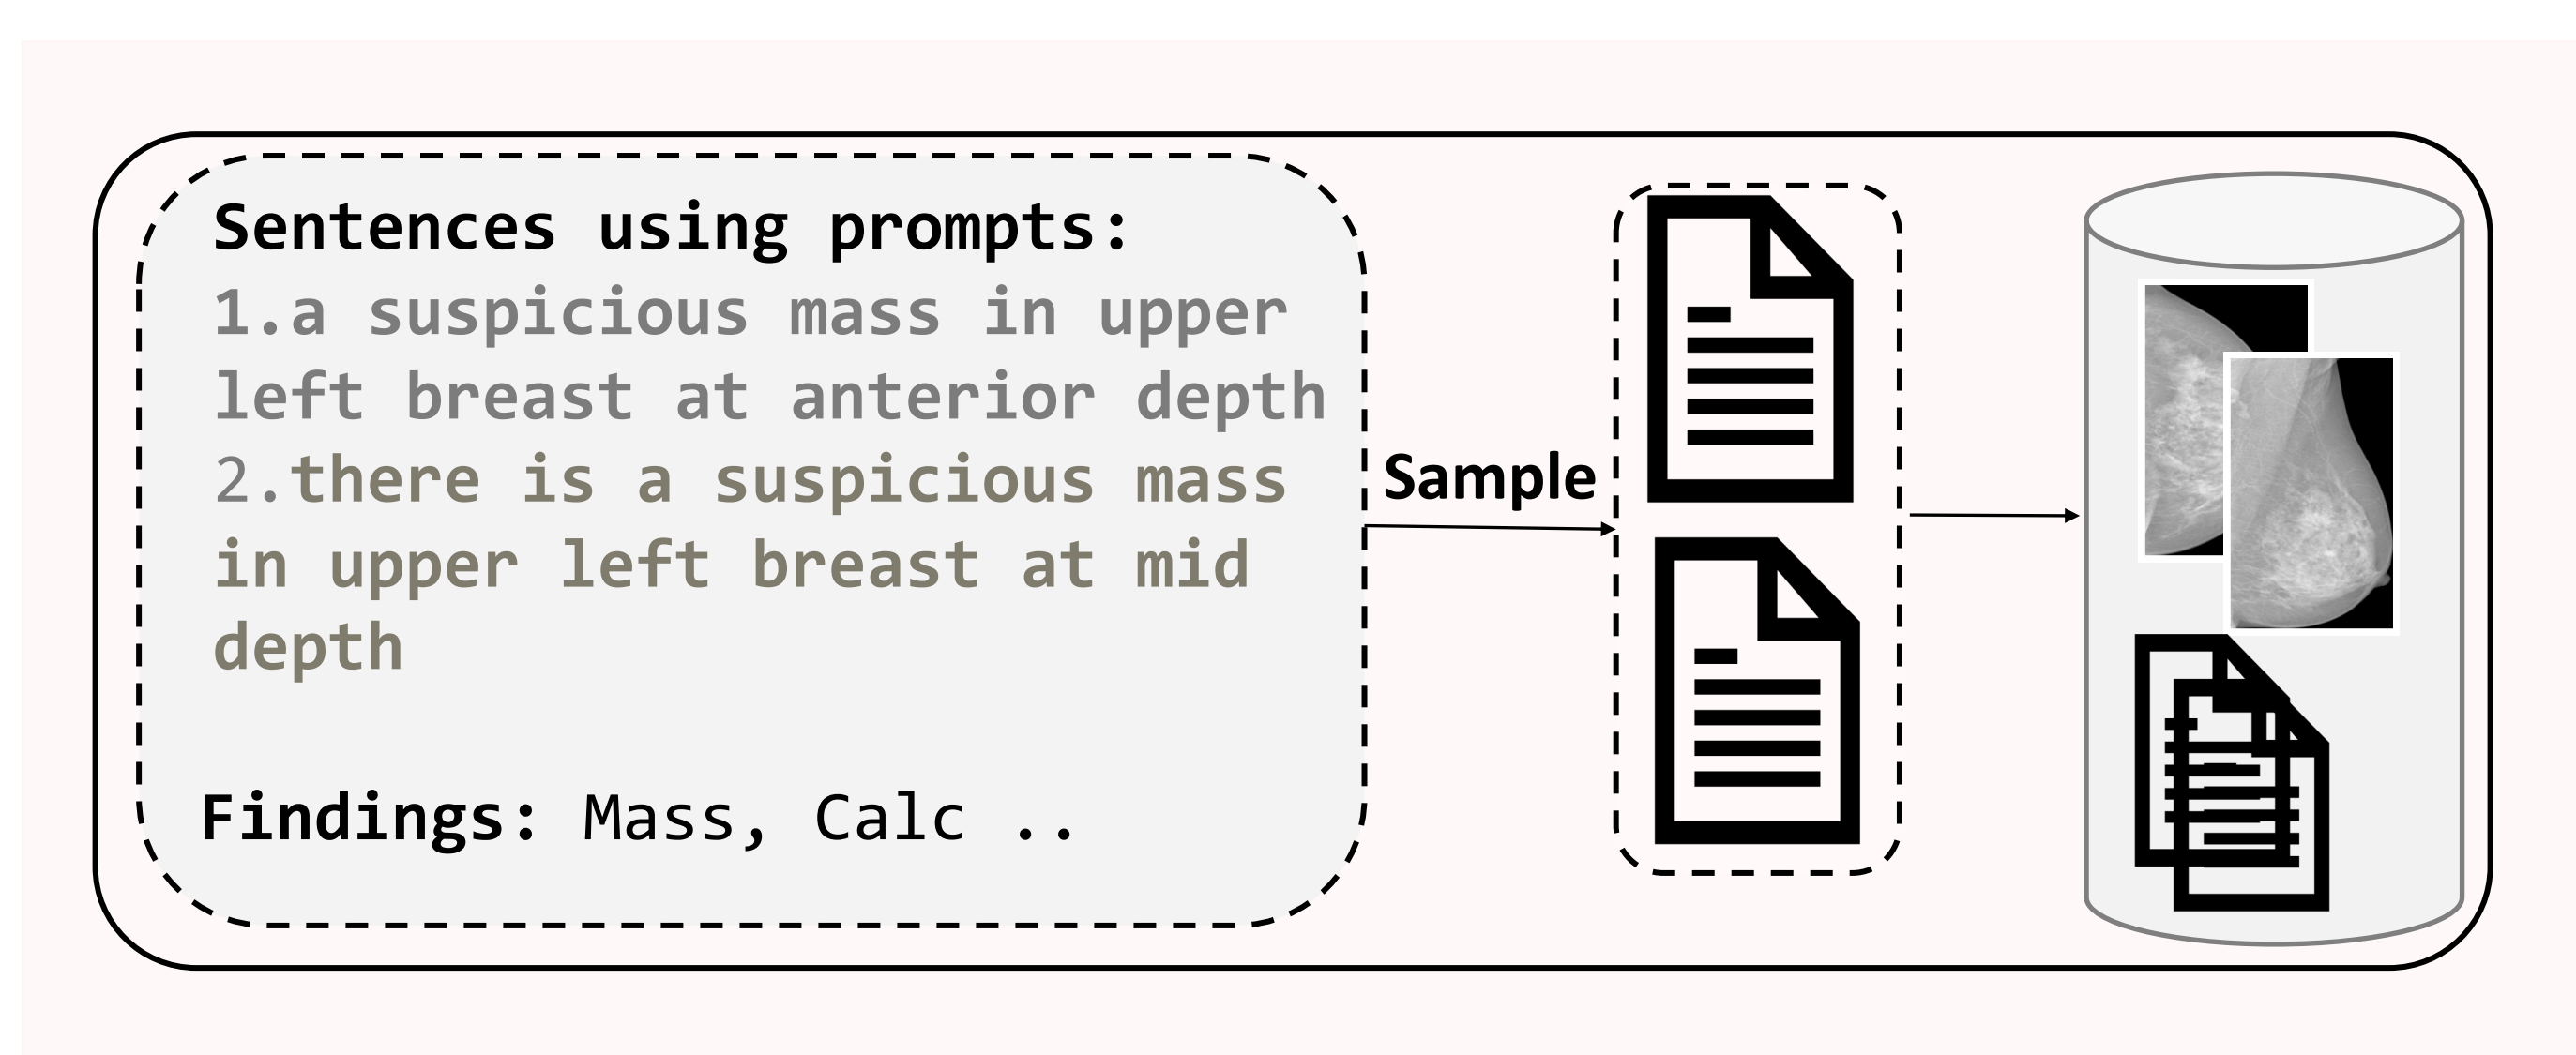 Sentences using prompts:
1.a suspicious mass in upper
left breast at anterior depth
2.there is a suspicious mass
in upper left breast at mid
depth
Findings: Mass, Calc ..
Sample